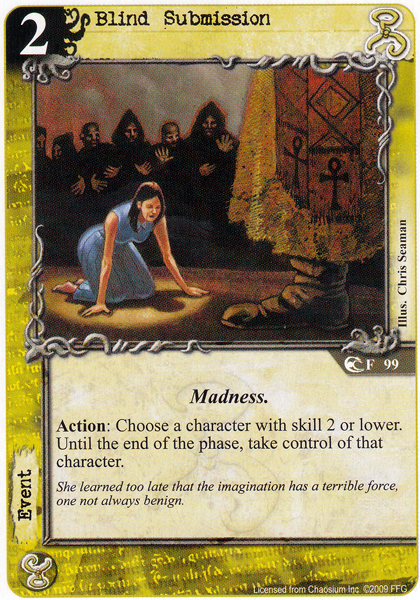 2
Blind Submission
Illus. Chris Seaman
F 99
Madness.
Action: Choose a character with skill 2 or lower.
Until the end of the phase, take control of that
character.
She learned too late that the imagination has a terrible force,
one not always benign.
Event
Licensed from Chaosium Inc. ©2009 FFG